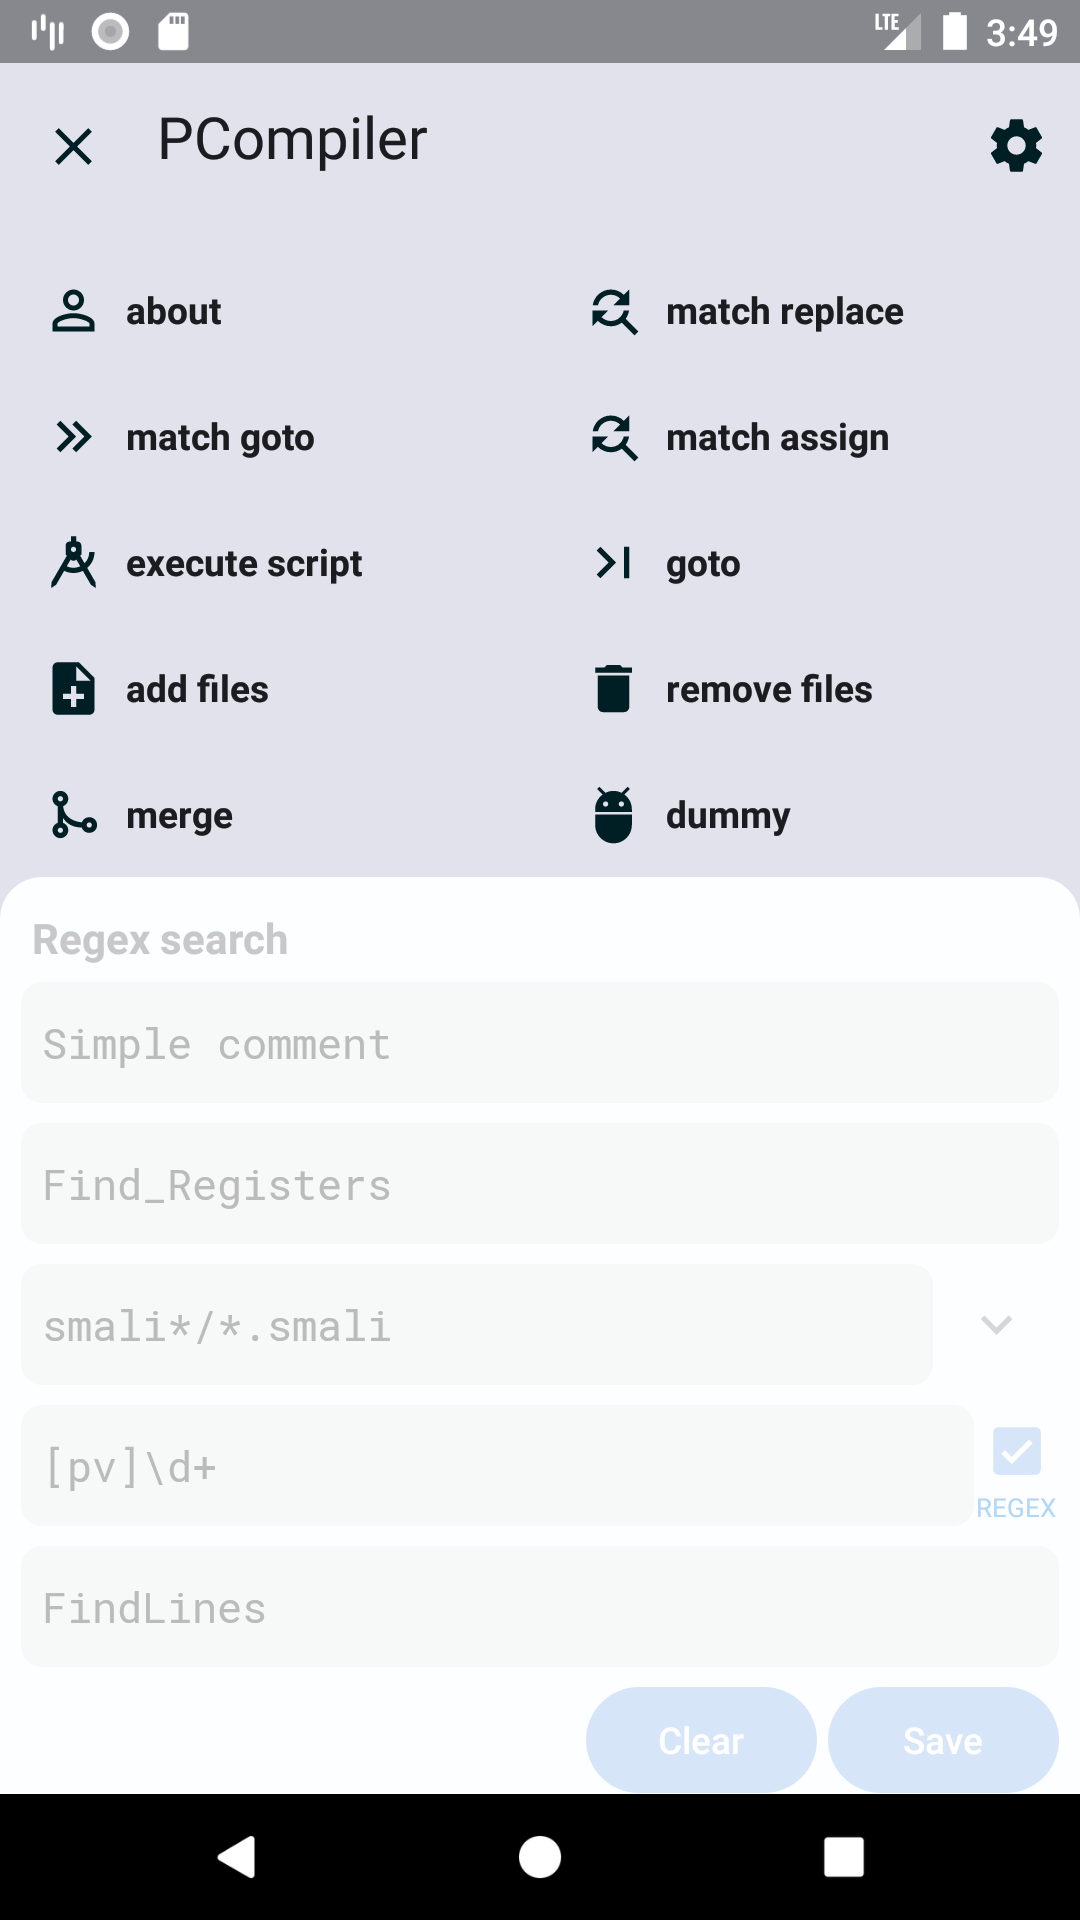 LTE 3:49
PCompiler
about
match replace
match goto
match assign
execute script
goto
add files
remove files
merge
dummy
Regex search
Simple comment
Find_Registers
smali*/*.smali
[pv]\d+
REGEX
FindLines
Clear
Save